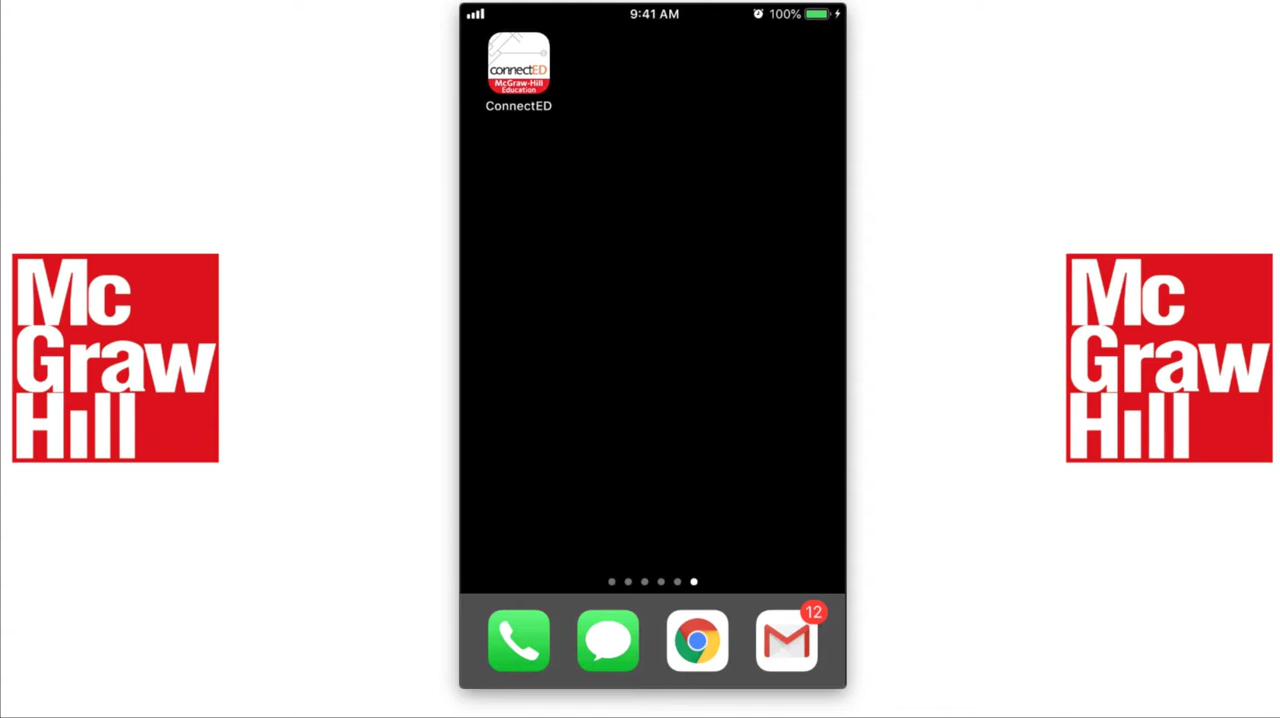 9:41 AM
100%
connectED
McGraw-Hill
Education
ConnectED
Mc
Graw
Hill
Mc
Graw
Hill
12